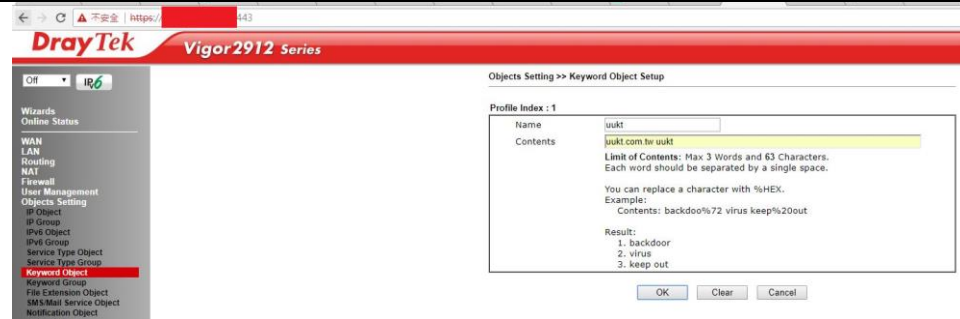 不安全 | https://
443
DrayTek
Vigor2912 Series
Off
IPv6
Wizards
Online Status
WAN
LAN
Routing
NAT
Firewall
User Management
Objects Setting
IP Object
IP Group
IPv6 Object
IPv6 Group
Service Type Object
Service Type Group
Keyword Object
Keyword Group
File Extension Object
SMS/Mail Service Object
Notification Object
Objects Setting >> Keyword Object Setup
Profile Index : 1
Name uukt
Contents uukt.com.tw uukt
Limit of Contents: Max 3 Words and 63 Characters.
Each word should be separated by a single space.
You can replace a character with %HEX.
Example:
Contents: backdoo%72 virus keep%20out
Result:
1. backdoor
2. virus
3. keep out
OK Clear Cancel